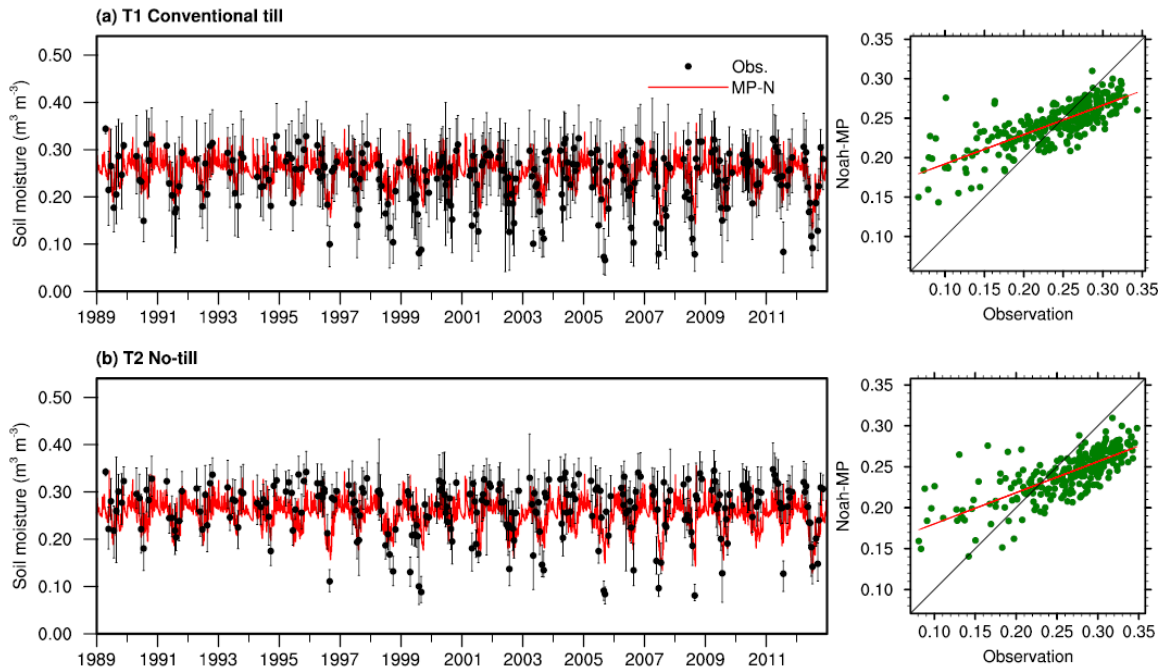 (a) T1 Conventional till
Soil moisture (m³ m⁻³)
0.50
0.40
0.30
0.20
0.10
0.00
Obs.
MP-N
1989 1991 1993 1995 1997 1999 2001 2003 2005 2007 2009 2011
Noah-MP
0.35
0.30
0.25
0.20
0.15
0.10
0.10 0.15 0.20 0.25 0.30 0.35
Observation
(b) T2 No-till
Soil moisture (m³ m⁻³)
0.50
0.40
0.30
0.20
0.10
0.00
1989 1991 1993 1995 1997 1999 2001 2003 2005 2007 2009 2011
Noah-MP
0.35
0.30
0.25
0.20
0.15
0.10
0.10 0.15 0.20 0.25 0.30 0.35
Observation